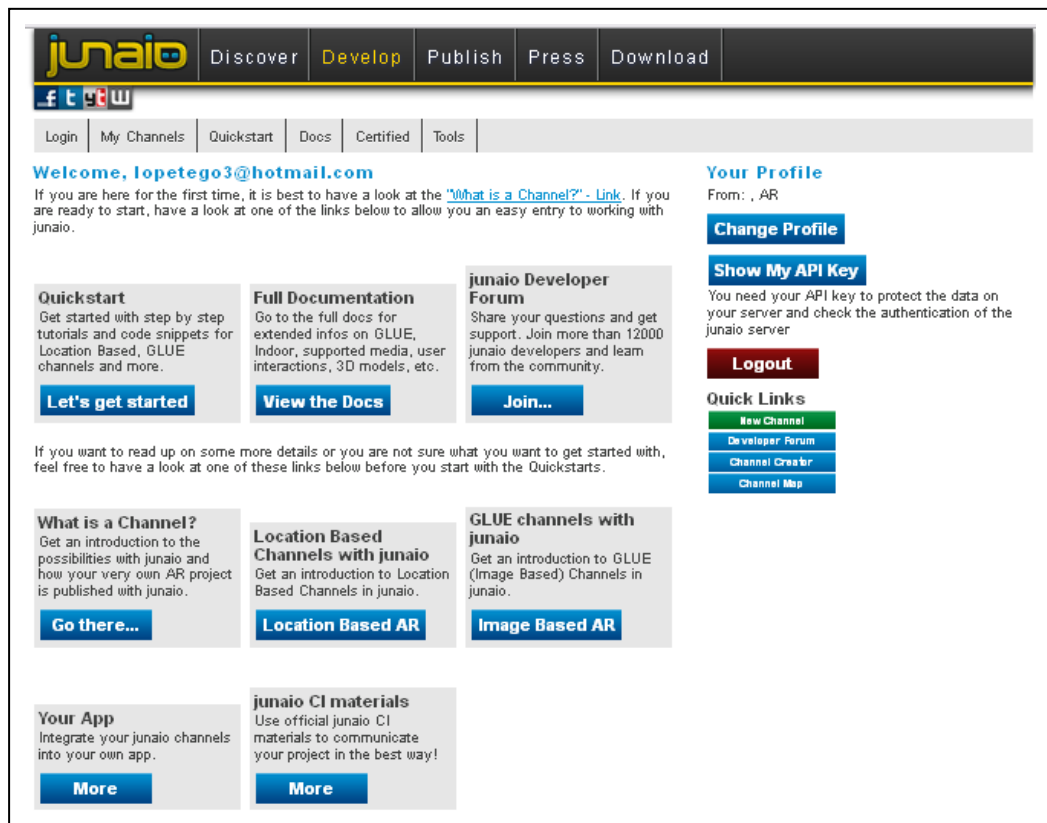 junaio Discover Develop Publish Press Download
f t yt w
Login My Channels Quickstart Docs Certified Tools
Welcome, lopetego3@hotmail.com
If you are here for the first time, it is best to have a look at the "What is a Channel?" - Link. If you
are ready to start, have a look at one of the links below to allow you an easy entry to working with
junaio.
Quickstart
Get started with step by step
tutorials and code snippets for
Location Based, GLUE
channels and more.
Let's get started
Full Documentation
Go to the full docs for
extended infos on GLUE,
Indoor, supported media, user
interactions, 3D models, etc.
View the Docs
junaio Developer
Forum
Share your questions and get
support. Join more than 12000
junaio developers and learn
from the community.
Join...
If you want to read up on some more details or you are not sure what you want to get started with,
feel free to have a look at one of these links below before you start with the Quickstarts.
What is a Channel?
Get an introduction to the
possibilities with junaio and
how your very own AR project
is published with junaio.
Go there...
Location Based
Channels with junaio
Get an introduction to Location
Based Channels in junaio.
Location Based AR
GLUE channels with
junaio
Get an introduction to GLUE
(Image Based) Channels in
junaio.
Image Based AR
Your App
Integrate your junaio channels
into your own app.
More
junaio CI materials
Use official junaio CI
materials to communicate
your project in the best way!
More
Your Profile
From: , AR
Change Profile
Show My API Key
You need your API key to protect the data on
your server and check the authentication of the
junaio server
Logout
Quick Links
New Channel
Developer Forum
Channel Creator
Channel Map